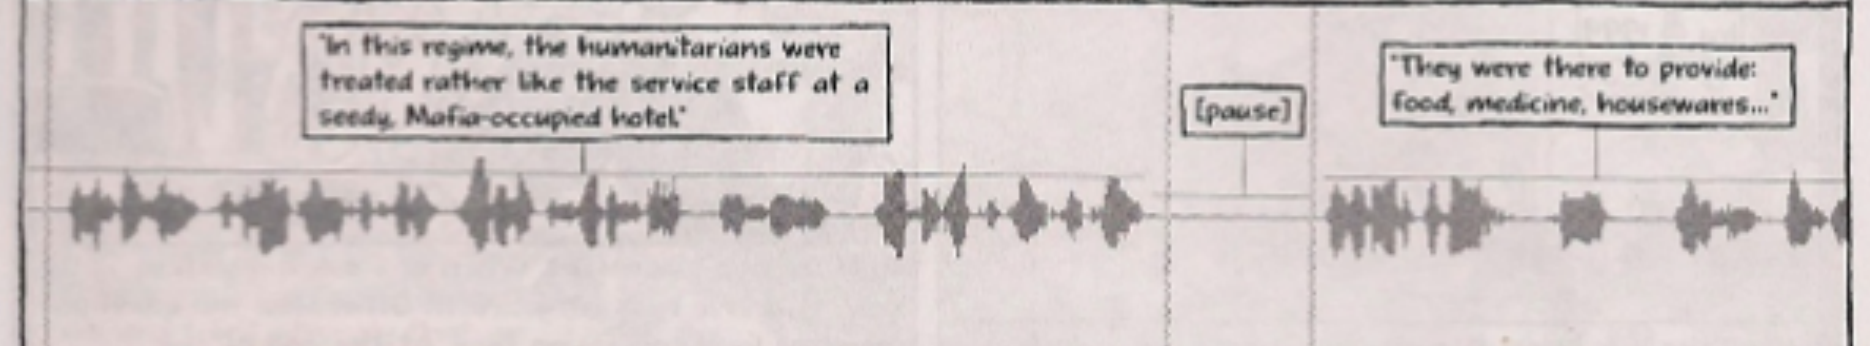 "In this regime, the humanitarians were
treated rather like the service staff at a
seedy, Mafia-occupied hotel."
[pause]
"They were there to provide:
food, medicine, housewares..."